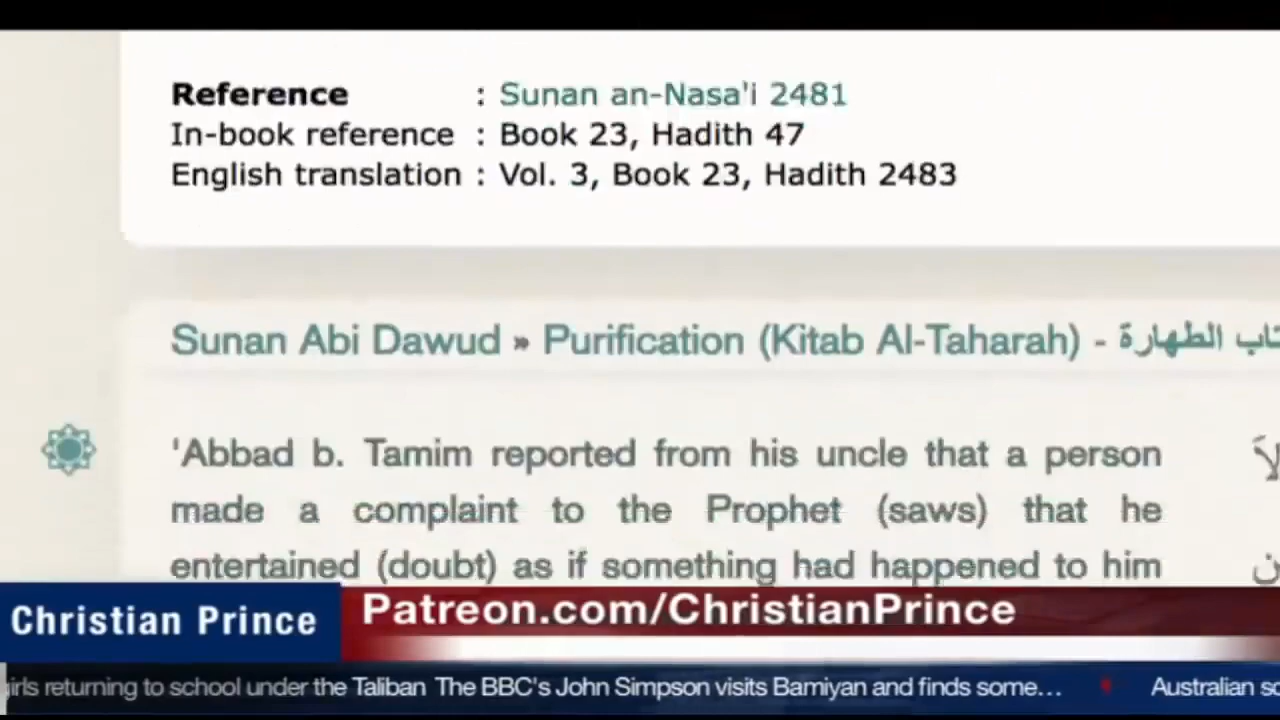 Reference : Sunan an-Nasa'i 2481
In-book reference : Book 23, Hadith 47
English translation : Vol. 3, Book 23, Hadith 2483
Sunan Abi Dawud » Purification (Kitab Al-Taharah) - كتاب الطهارة
'Abbad b. Tamim reported from his uncle that a person
made a complaint to the Prophet (saws) that he
entertained (doubt) as if something had happened to him
Christian Prince
Patreon.com/ChristianPrince
girls returning to school under the Taliban The BBC's John Simpson visits Bamiyan and finds some... Australian